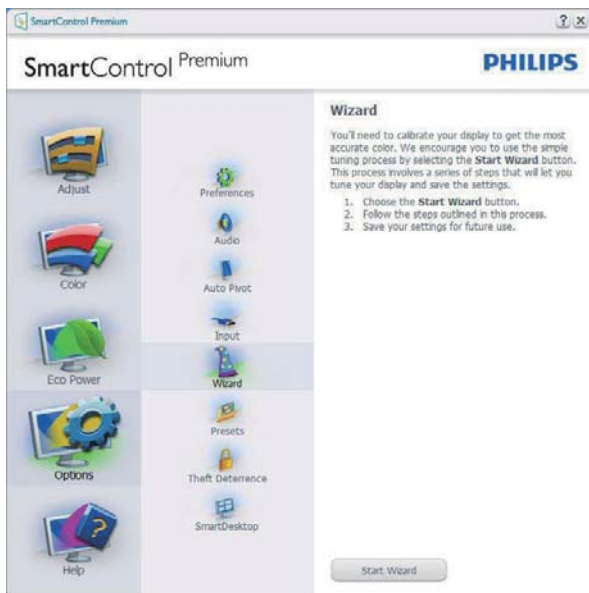 SmartControl Premium
SmartControl Premium
PHILIPS
Adjust
Color
Eco Power
Options
Help
Preferences
Audio
Auto Pivot
Input
Wizard
Presets
Theft Deterrence
SmartDesktop
Wizard
You'll need to calibrate your display to get the most
accurate color. We encourage you to use the simple
tuning process by selecting the Start Wizard button.
This process involves a series of steps that will let you
tune your display and save the settings.
1. Choose the Start Wizard button.
2. Follow the steps outlined in this process.
3. Save your settings for future use.
Start Wizard